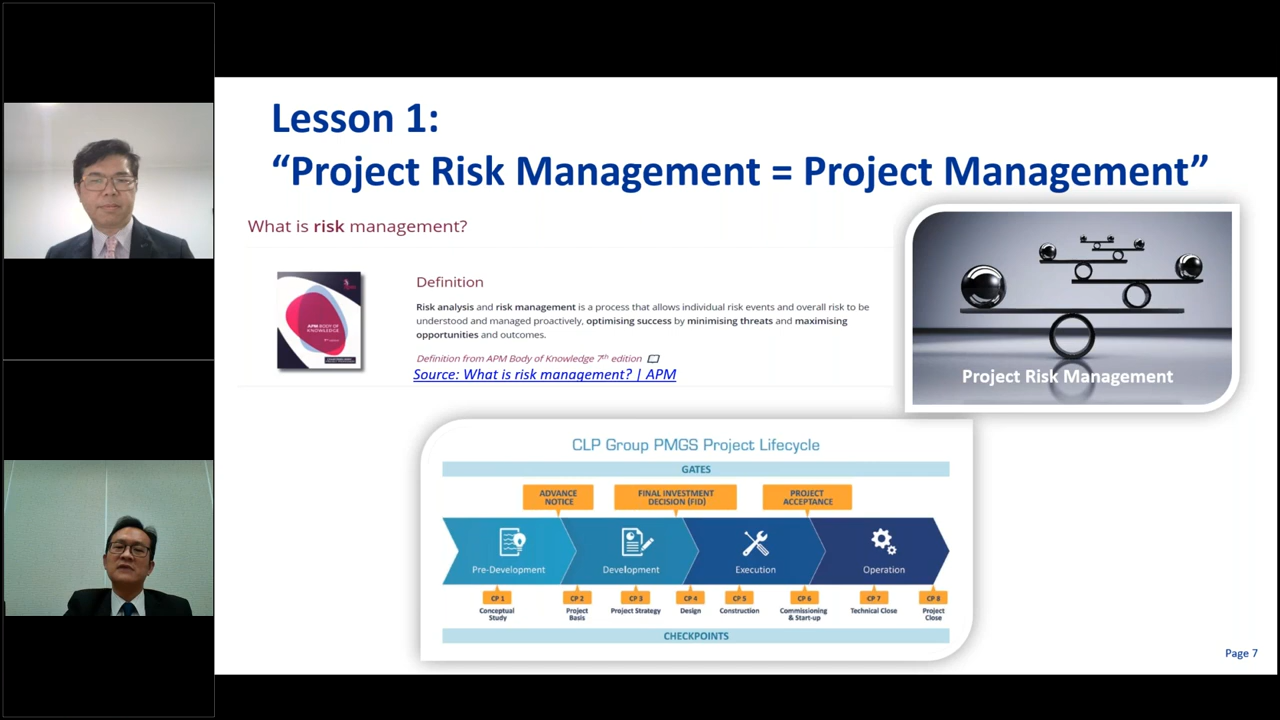 Lesson 1:
“Project Risk Management = Project Management”
What is risk management?
APM BODY OF
KNOWLEDGE
Definition
Risk analysis and risk management is a process that allows individual risk events and overall risk to be
understood and managed proactively, optimising success by minimising threats and maximising
opportunities and outcomes.
Definition from APM Body of Knowledge 7th edition
Source: What is risk management? | APM
Project Risk Management
CLP Group PMGS Project Lifecycle
GATES
ADVANCE
NOTICE
FINAL INVESTMENT
DECISION (FID)
PROJECT
ACCEPTANCE
Pre-Development
Development
Execution
Operation
CP 1
Conceptual
Study
CP 2
Project
Basis
CP 3
Project Strategy
CP 4
Design
CP 5
Construction
CP 6
Commissioning
& Start-up
CP 7
Technical Close
CP 8
Project
Close
CHECKPOINTS
Page 7